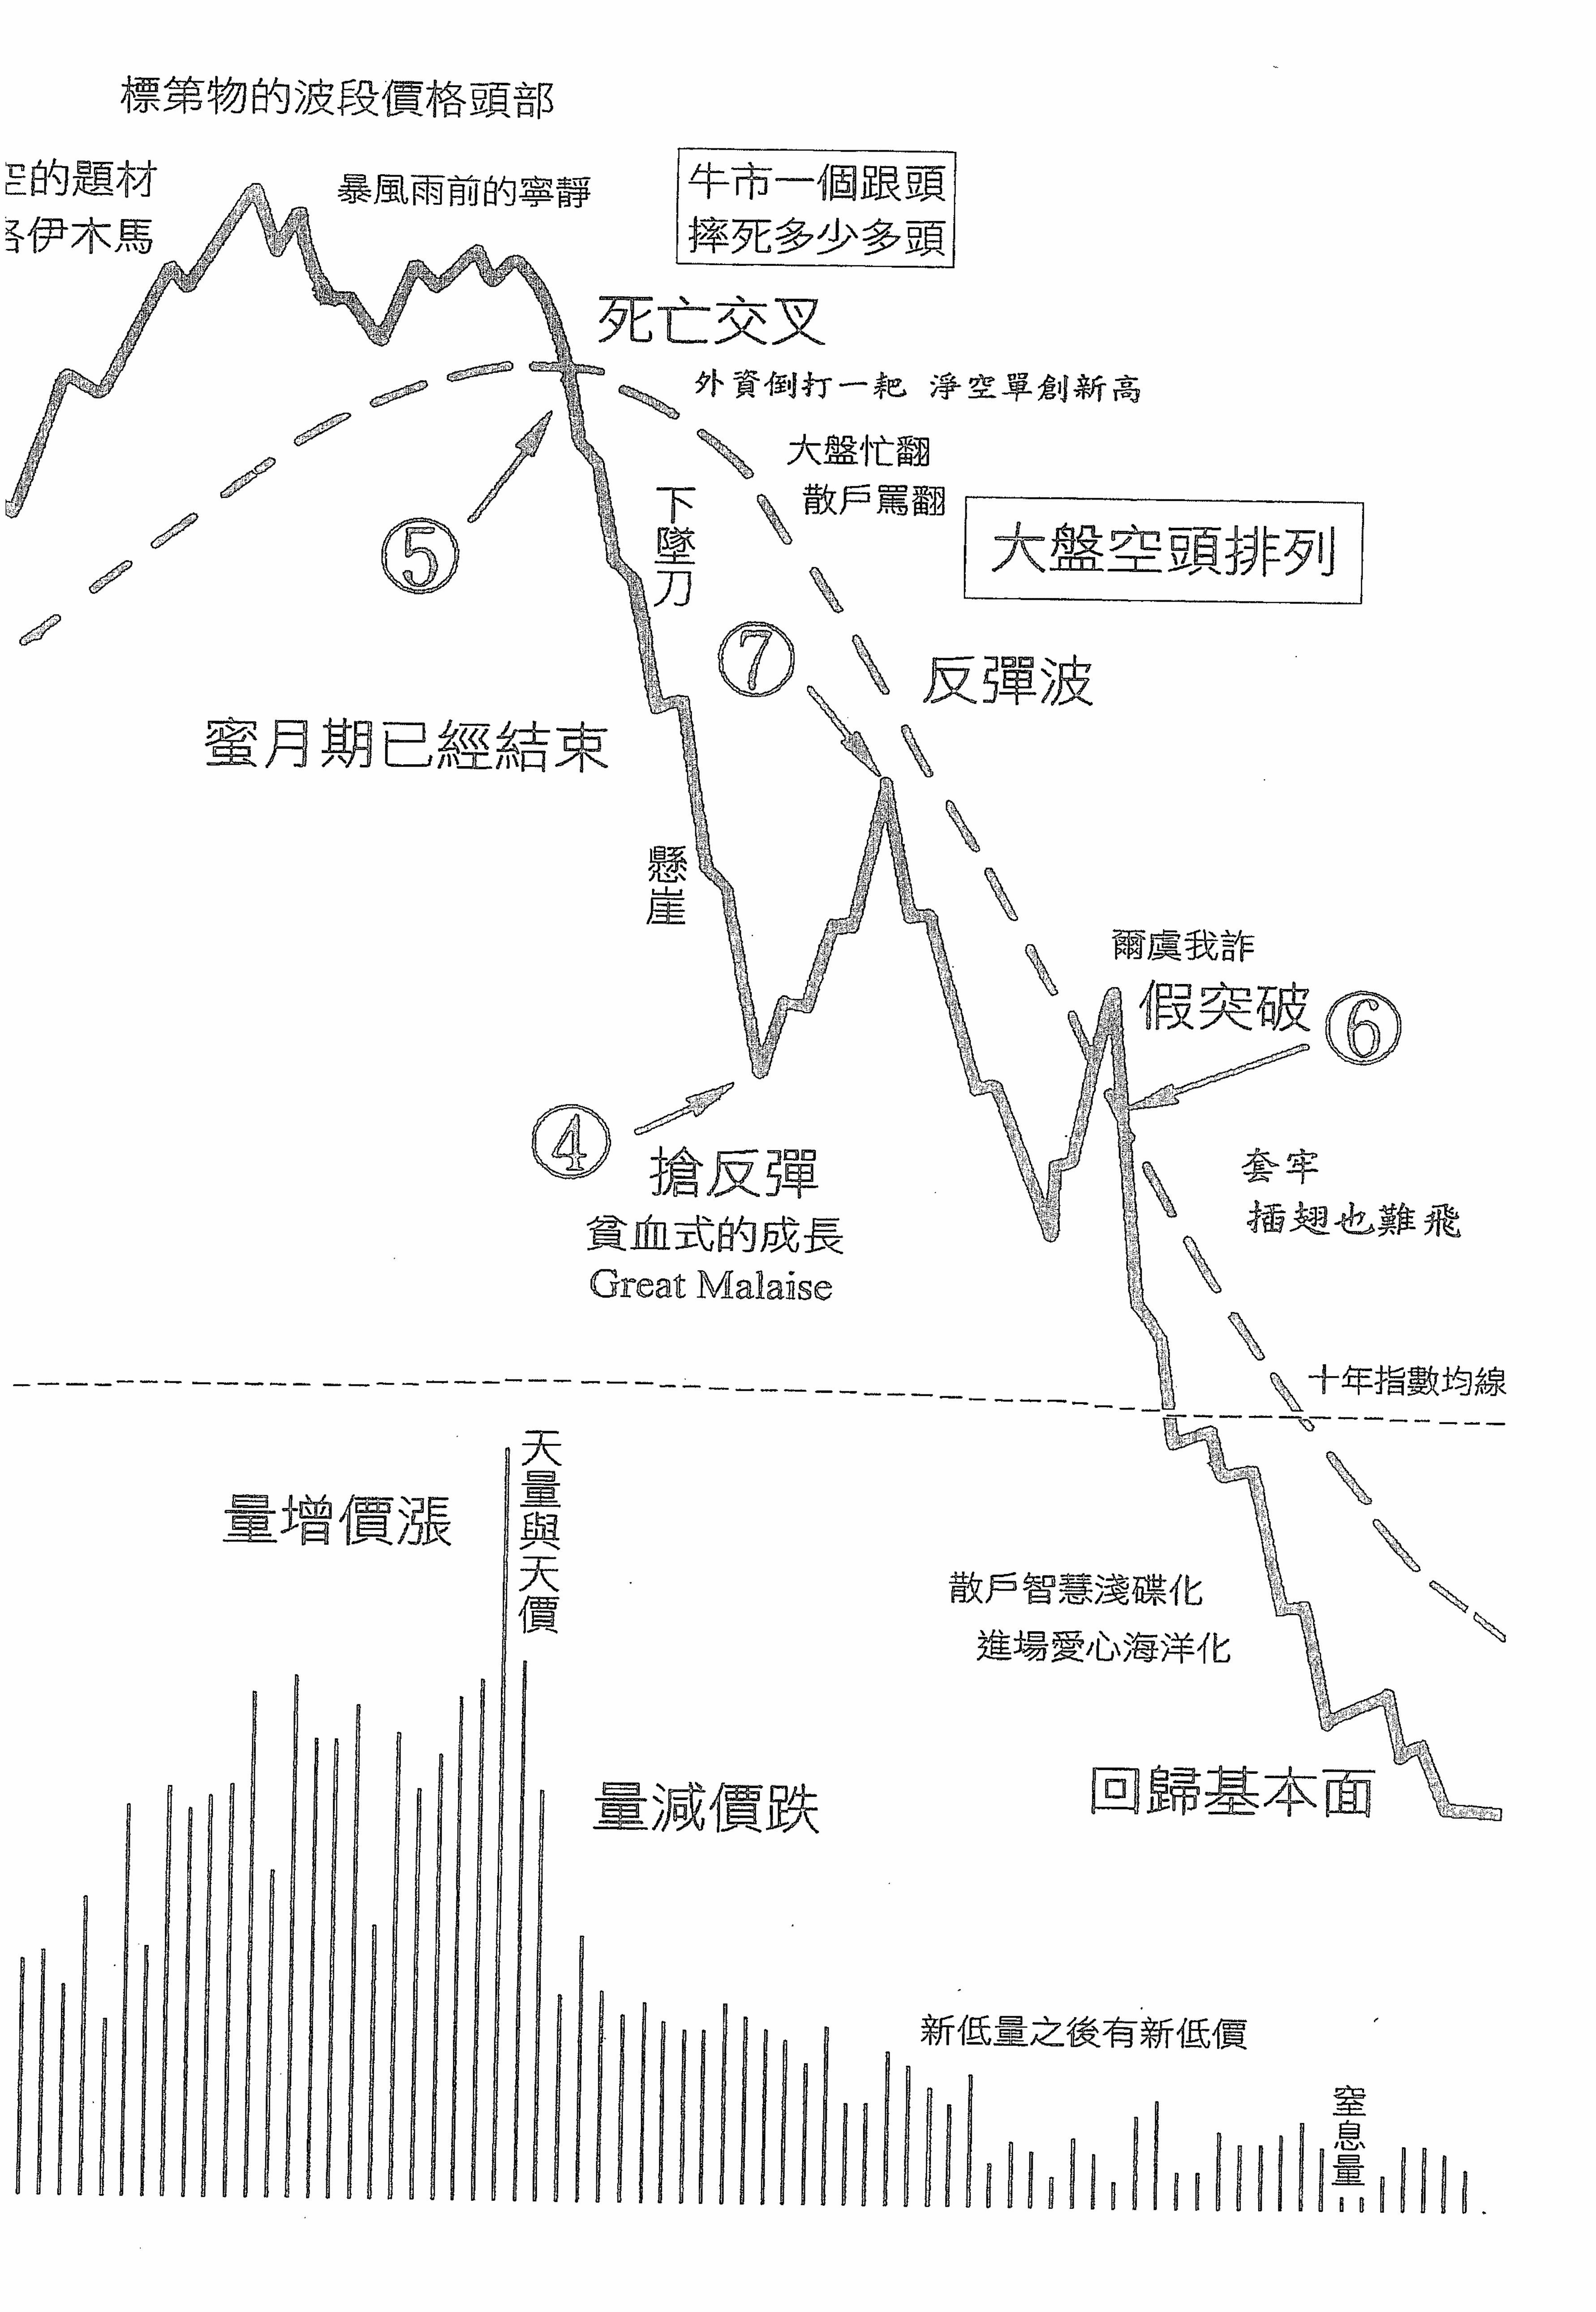 標第物的波段價格頭部
的題材
伊木馬
暴風雨前的寧靜
牛市一個跟頭
摔死多少多頭
死亡交叉
外資倒打一耙 淨空單創新高
大盤忙翻
散戶罵翻
⑤
下墜刀
大盤空頭排列
⑦
反彈波
蜜月期已經結束
懸崖
爾虞我詐
假突破
⑥
④
搶反彈
貧血式的成長
Great Malaise
套牢
插翅也難飛
十年指數均線
天量與天價
量增價漲
散戶智慧淺碟化
進場愛心海洋化
回歸基本面
量減價跌
新低量之後有新低價
窒息量